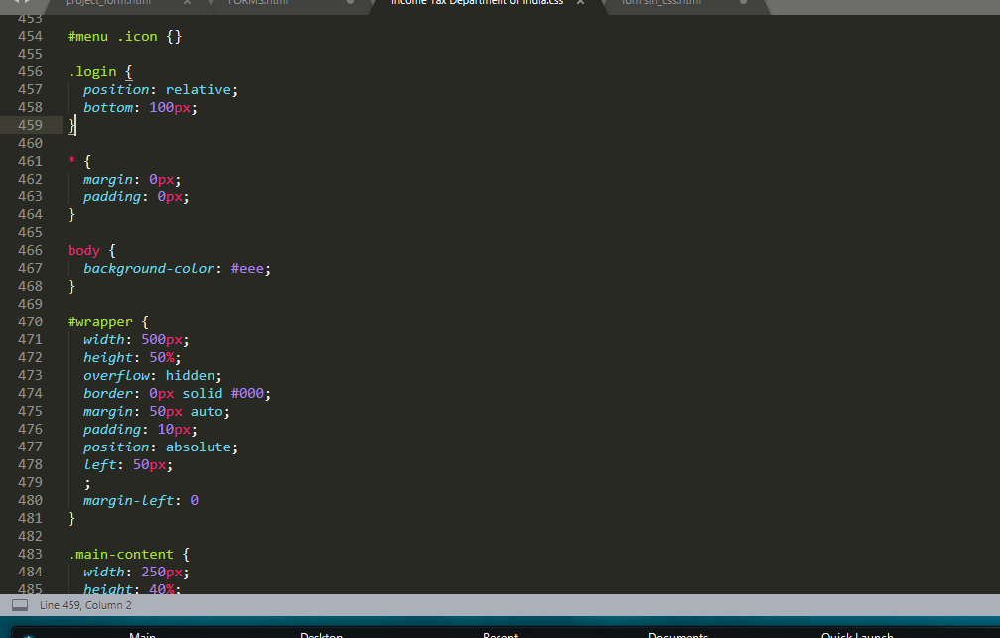 project_form.html × FORMS.html Income Tax Department of India.css × formsin_css.html
453
454 #menu .icon {}
455
456 .login {
457 position: relative;
458 bottom: 100px;
459 }
460
461 * {
462 margin: 0px;
463 padding: 0px;
464 }
465
466 body {
467 background-color: #eee;
468 }
469
470 #wrapper {
471 width: 500px;
472 height: 50%;
473 overflow: hidden;
474 border: 0px solid #000;
475 margin: 50px auto;
476 padding: 10px;
477 position: absolute;
478 left: 50px;
479 ;
480 margin-left: 0
481 }
482
483 .main-content {
484 width: 250px;
485 height: 40%;
Line 459, Column 2
Main Desktop Recent Documents Quick Launch